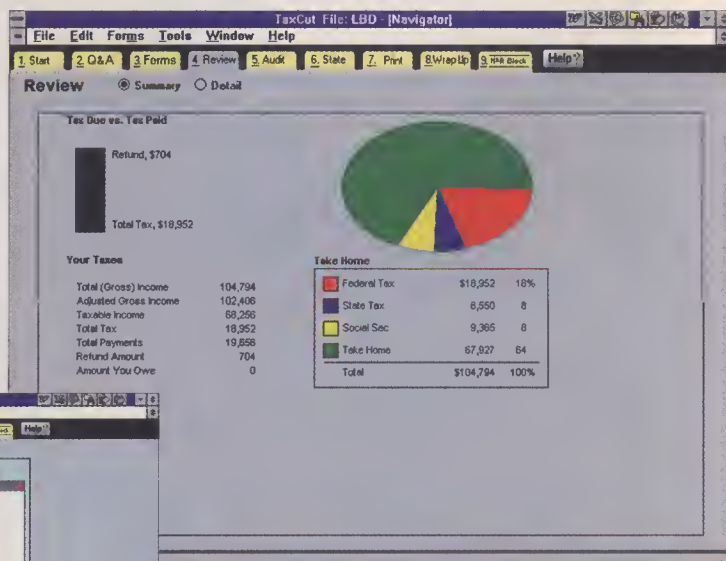 TaxCut File: LBD - [Navigator]
File Edit Forms Tools Window Help
1. Start 2. Q&A 3. Forms 4. Review 5. Audit 6. State 7. Print 8. WrapUp 9. H&R Block Help?
Review Summary Detail
Tax Due vs. Tax Paid
Refund, $704
Total Tax, $18,952
Your Taxes
Total (Gross) Income 104,794
Adjusted Gross Income 102,406
Taxable Income 68,256
Total Tax 18,952
Total Payments 19,656
Refund Amount 704
Amount You Owe 0
Take Home
Federal Tax $18,952 18%
State Tax 8,550 8
Social Sec 9,365 8
Take Home 67,927 64
Total $104,794 100%
Help?